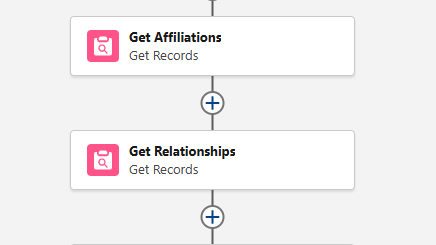 Get Affiliations
Get Records
Get Relationships
Get Records